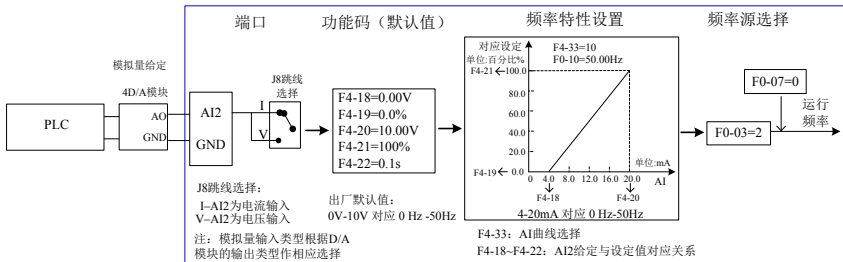 端口
功能码（默认值）
频率特性设置
频率源选择
模拟量给定
4D/A模块
PLC
AO
GND
AI2
GND
I
V
J8跳线
选择
F4-18=0.00V
F4-19=0.0%
F4-20=10.00V
F4-21=100%
F4-22=0.1s
对应设定
单位:百分比%
F4-33=10
F0-10=50.00Hz
F4-21
100.0
80.0
60.0
40.0
20.0
F4-19
0.0
0
4.0
8.0
12.0
16.0
20.0
单位:mA
AI
F4-18
F4-20
4-20mA 对应 0 Hz-50Hz
F0-07=0
F0-03=2
运行
频率
J8跳线选择：
I–AI2为电流输入
V–AI2为电压输入
注：模拟量输入类型根据D/A
模块的输出类型作相应选择
出厂默认值：
0V-10V 对应 0 Hz -50Hz
F4-33：AI曲线选择
F4-18~F4-22：AI2给定与设定值对应关系